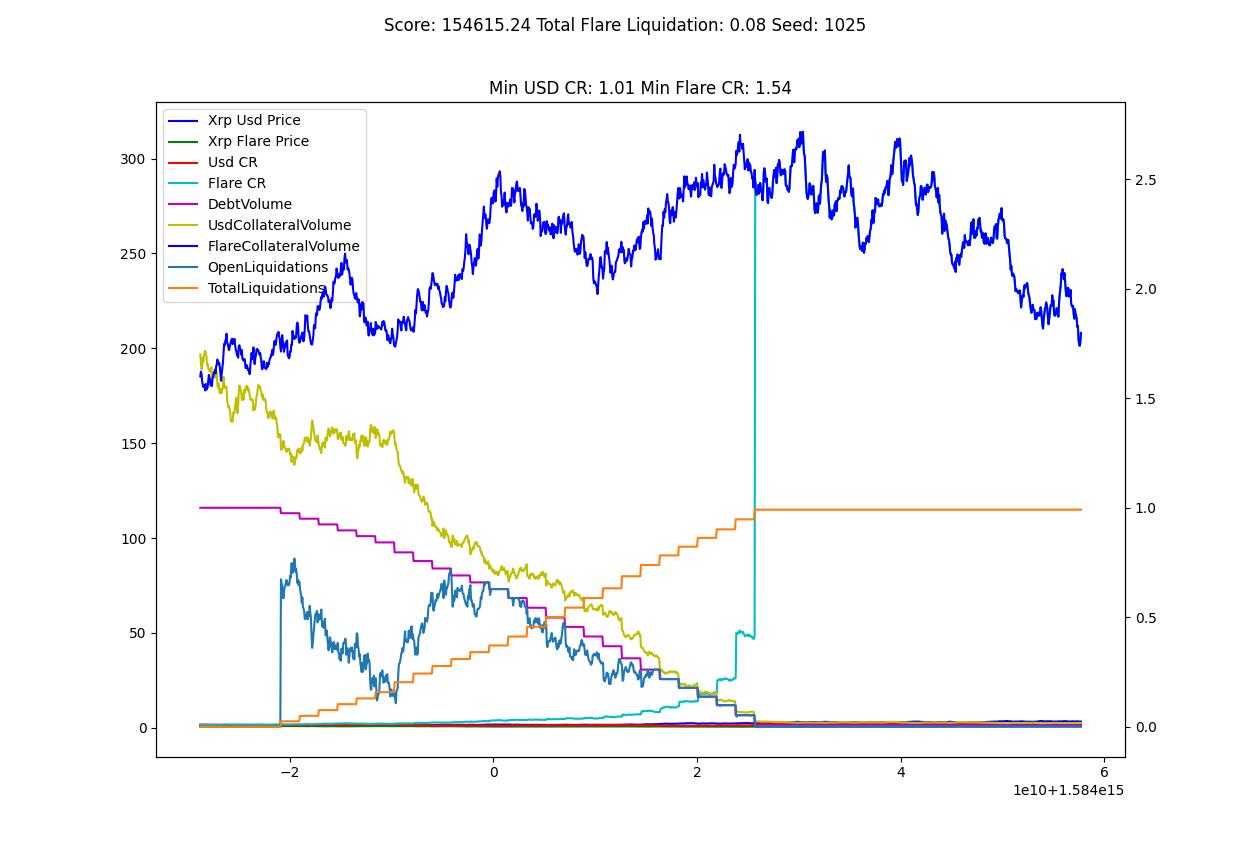 Score: 154615.24 Total Flare Liquidation: 0.08 Seed: 1025
Min USD CR: 1.01 Min Flare CR: 1.54
Xrp Usd Price
Xrp Flare Price
Usd CR
Flare CR
DebtVolume
UsdCollateralVolume
FlareCollateralVolume
OpenLiquidations
TotalLiquidations
300
250
200
150
100
50
0
2.5
2.0
1.5
1.0
0.5
0.0
−2 0 2 4 6
1e10+1.584e15